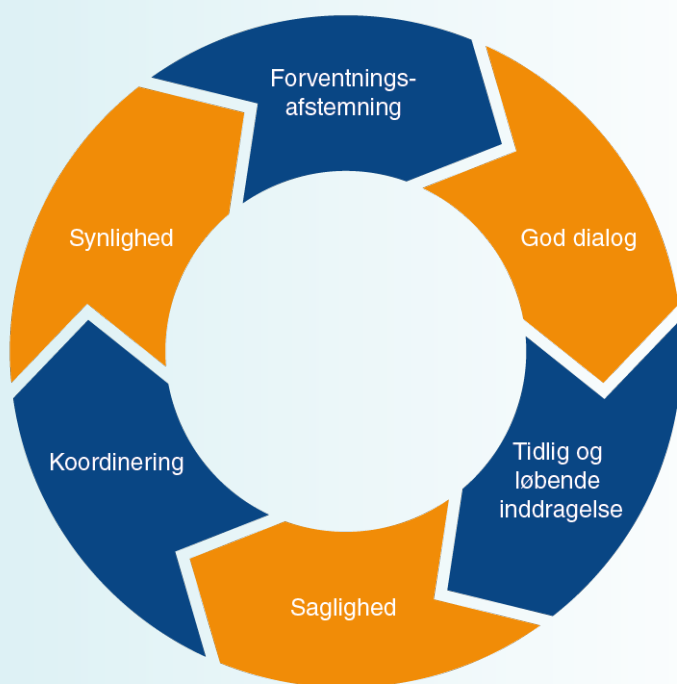 Forventnings-
afstemning
God dialog
Tidlig og
løbende
inddragelse
Saglighed
Koordinering
Synlighed